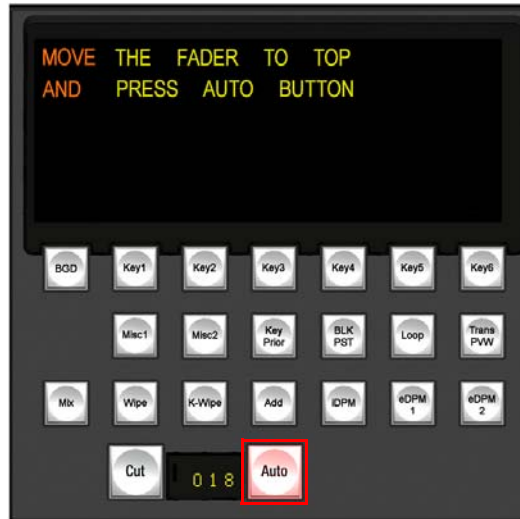 MOVE THE FADER TO TOP
AND PRESS AUTO BUTTON
BGD Key1 Key2 Key3 Key4 Key5 Key6
Misc1 Misc2 Key Prior BLK PST Loop Trans PVW
Mix Wipe K-Wipe Add iDPM eDPM 1 eDPM 2
Cut 018 Auto